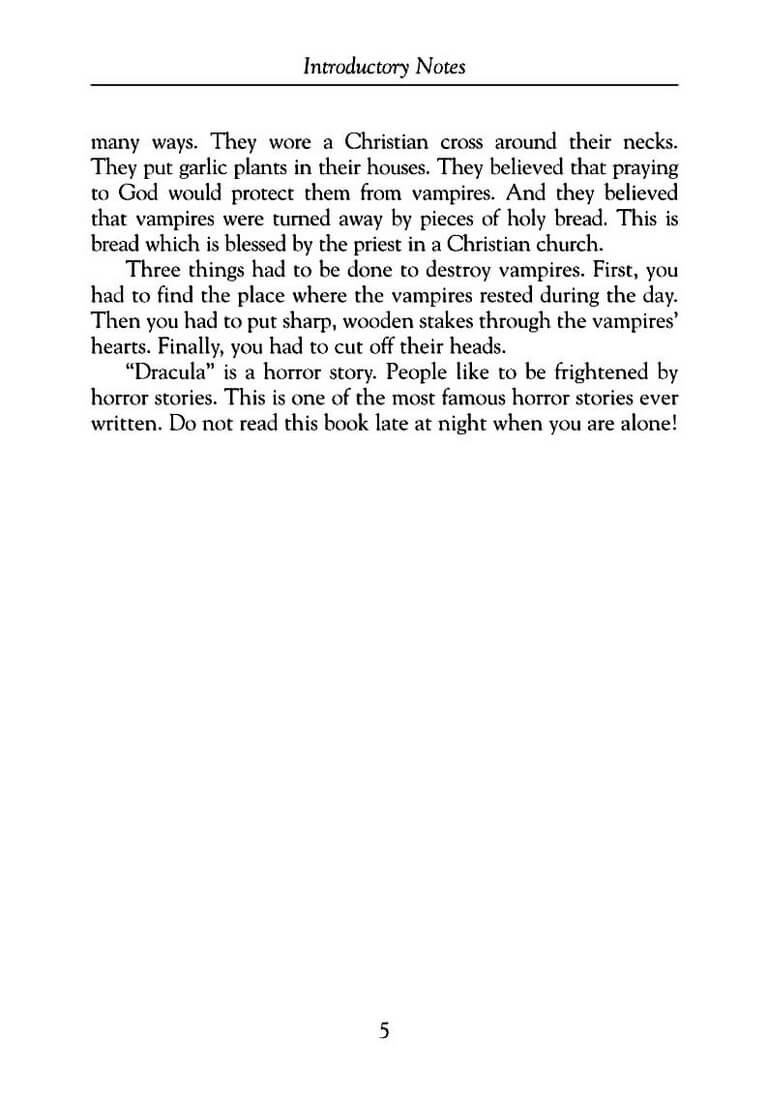 Introductory Notes
many ways. They wore a Christian cross around their necks.
They put garlic plants in their houses. They believed that praying
to God would protect them from vampires. And they believed
that vampires were turned away by pieces of holy bread. This is
bread which is blessed by the priest in a Christian church.
Three things had to be done to destroy vampires. First, you
had to find the place where the vampires rested during the day.
Then you had to put sharp, wooden stakes through the vampires’
hearts. Finally, you had to cut off their heads.
“Dracula” is a horror story. People like to be frightened by
horror stories. This is one of the most famous horror stories ever
written. Do not read this book late at night when you are alone!
5